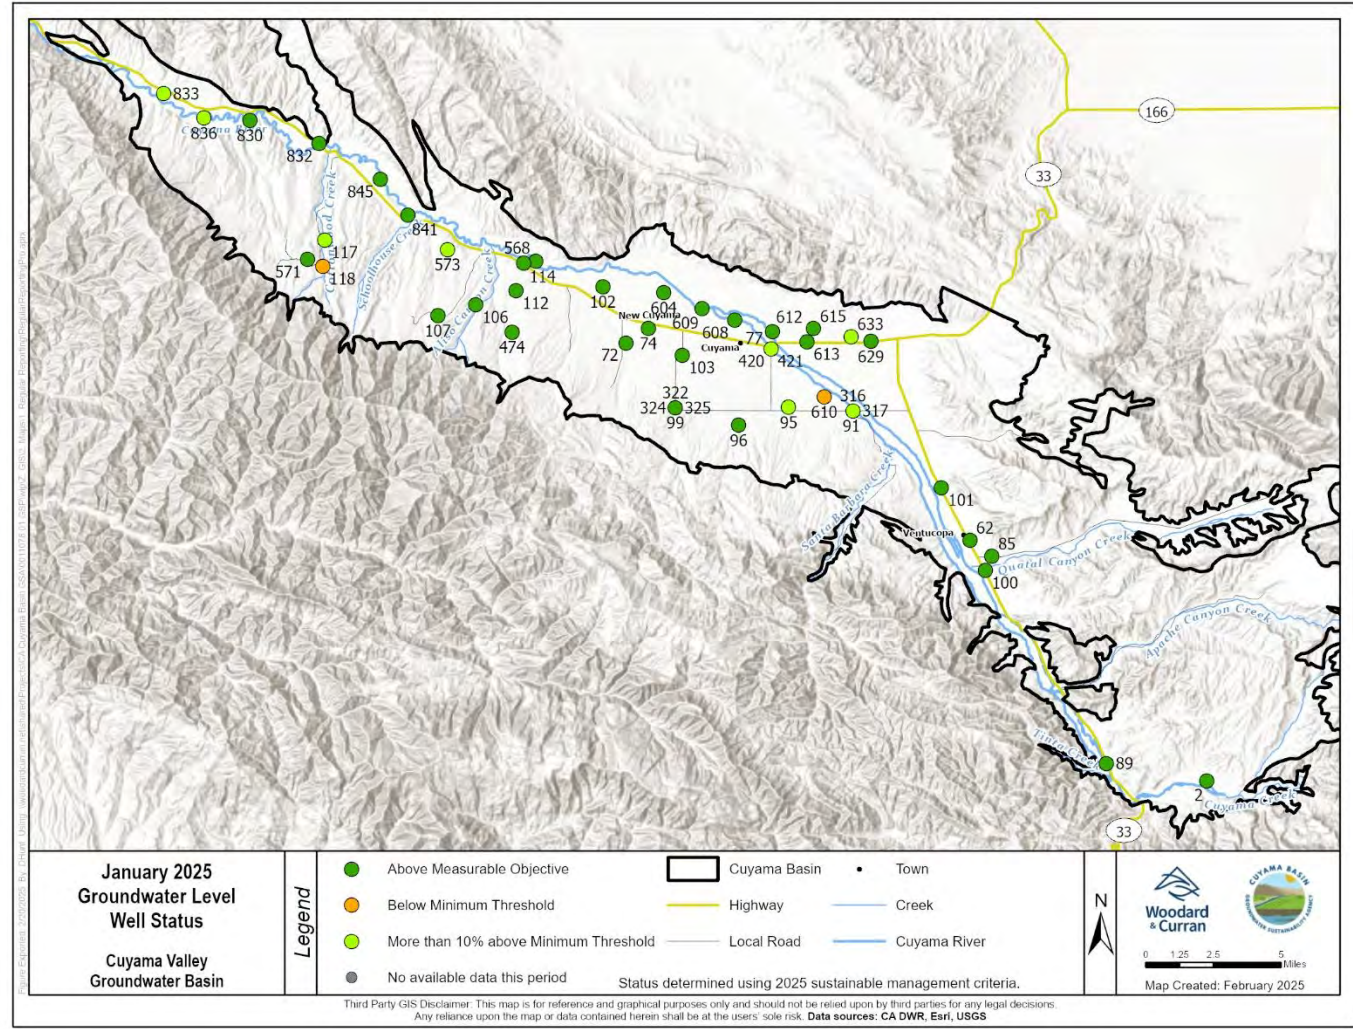 166
33
833
836
830
832
845
841
117
571
118
Schoolhouse Creek
573
568
114
112
106
107
474
Aliso Canyon Creek
102
604
New Cuyama
609
608
612
615
633
77
613
629
74
72
Cuyama
103
420
421
322
324
325
99
96
95
316
610
317
91
Santa Barbara Creek
101
62
Ventucopa
85
Quatal Canyon Creek
100
Apache Canyon Creek
Tinta Creek
89
2
Cuyama Creek
33
January 2025
Groundwater Level
Well Status
Cuyama Valley
Groundwater Basin
Legend
Above Measurable Objective
Below Minimum Threshold
More than 10% above Minimum Threshold
No available data this period
Cuyama Basin
Highway
Local Road
Town
Creek
Cuyama River
Status determined using 2025 sustainable management criteria.
N
Woodard
& Curran
CUYAMA BASIN
GROUNDWATER SUSTAINABILITY AGENCY
0 1.25 2.5 5
Miles
Map Created: February 2025
Third Party GIS Disclaimer: This map is for reference and graphical purposes only and should not be relied upon by third parties for any legal decisions.
Any reliance upon the map or data contained herein shall be at the users' sole risk. Data sources: CA DWR, Esri, USGS